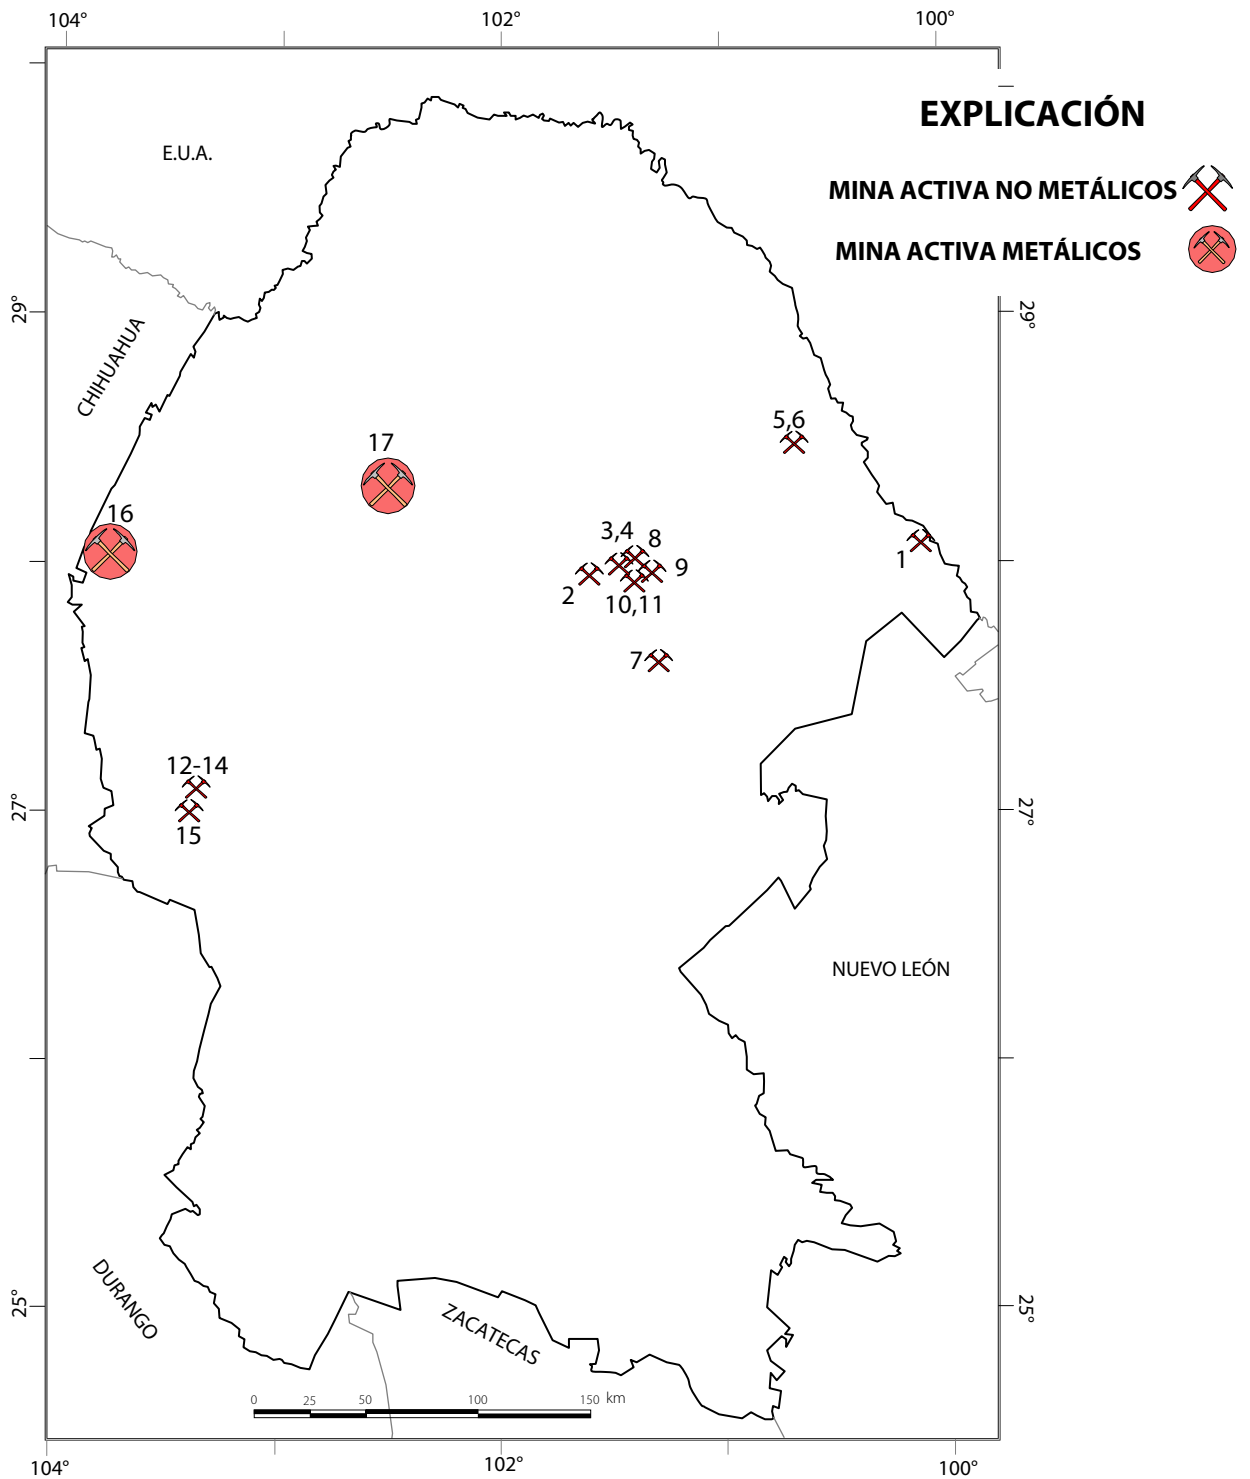 104°
102°
100°
EXPLICACIÓN
E.U.A.
MINA ACTIVA NO METÁLICOS
MINA ACTIVA METÁLICOS
29°
29°
CHIHUAHUA
5,6
17
16
3,4
8
1
9
2
10,11
7
12-14
27°
27°
15
NUEVO LEÓN
25°
25°
DURANGO
ZACATECAS
0 25 50 100 150 km
104°
102°
100°